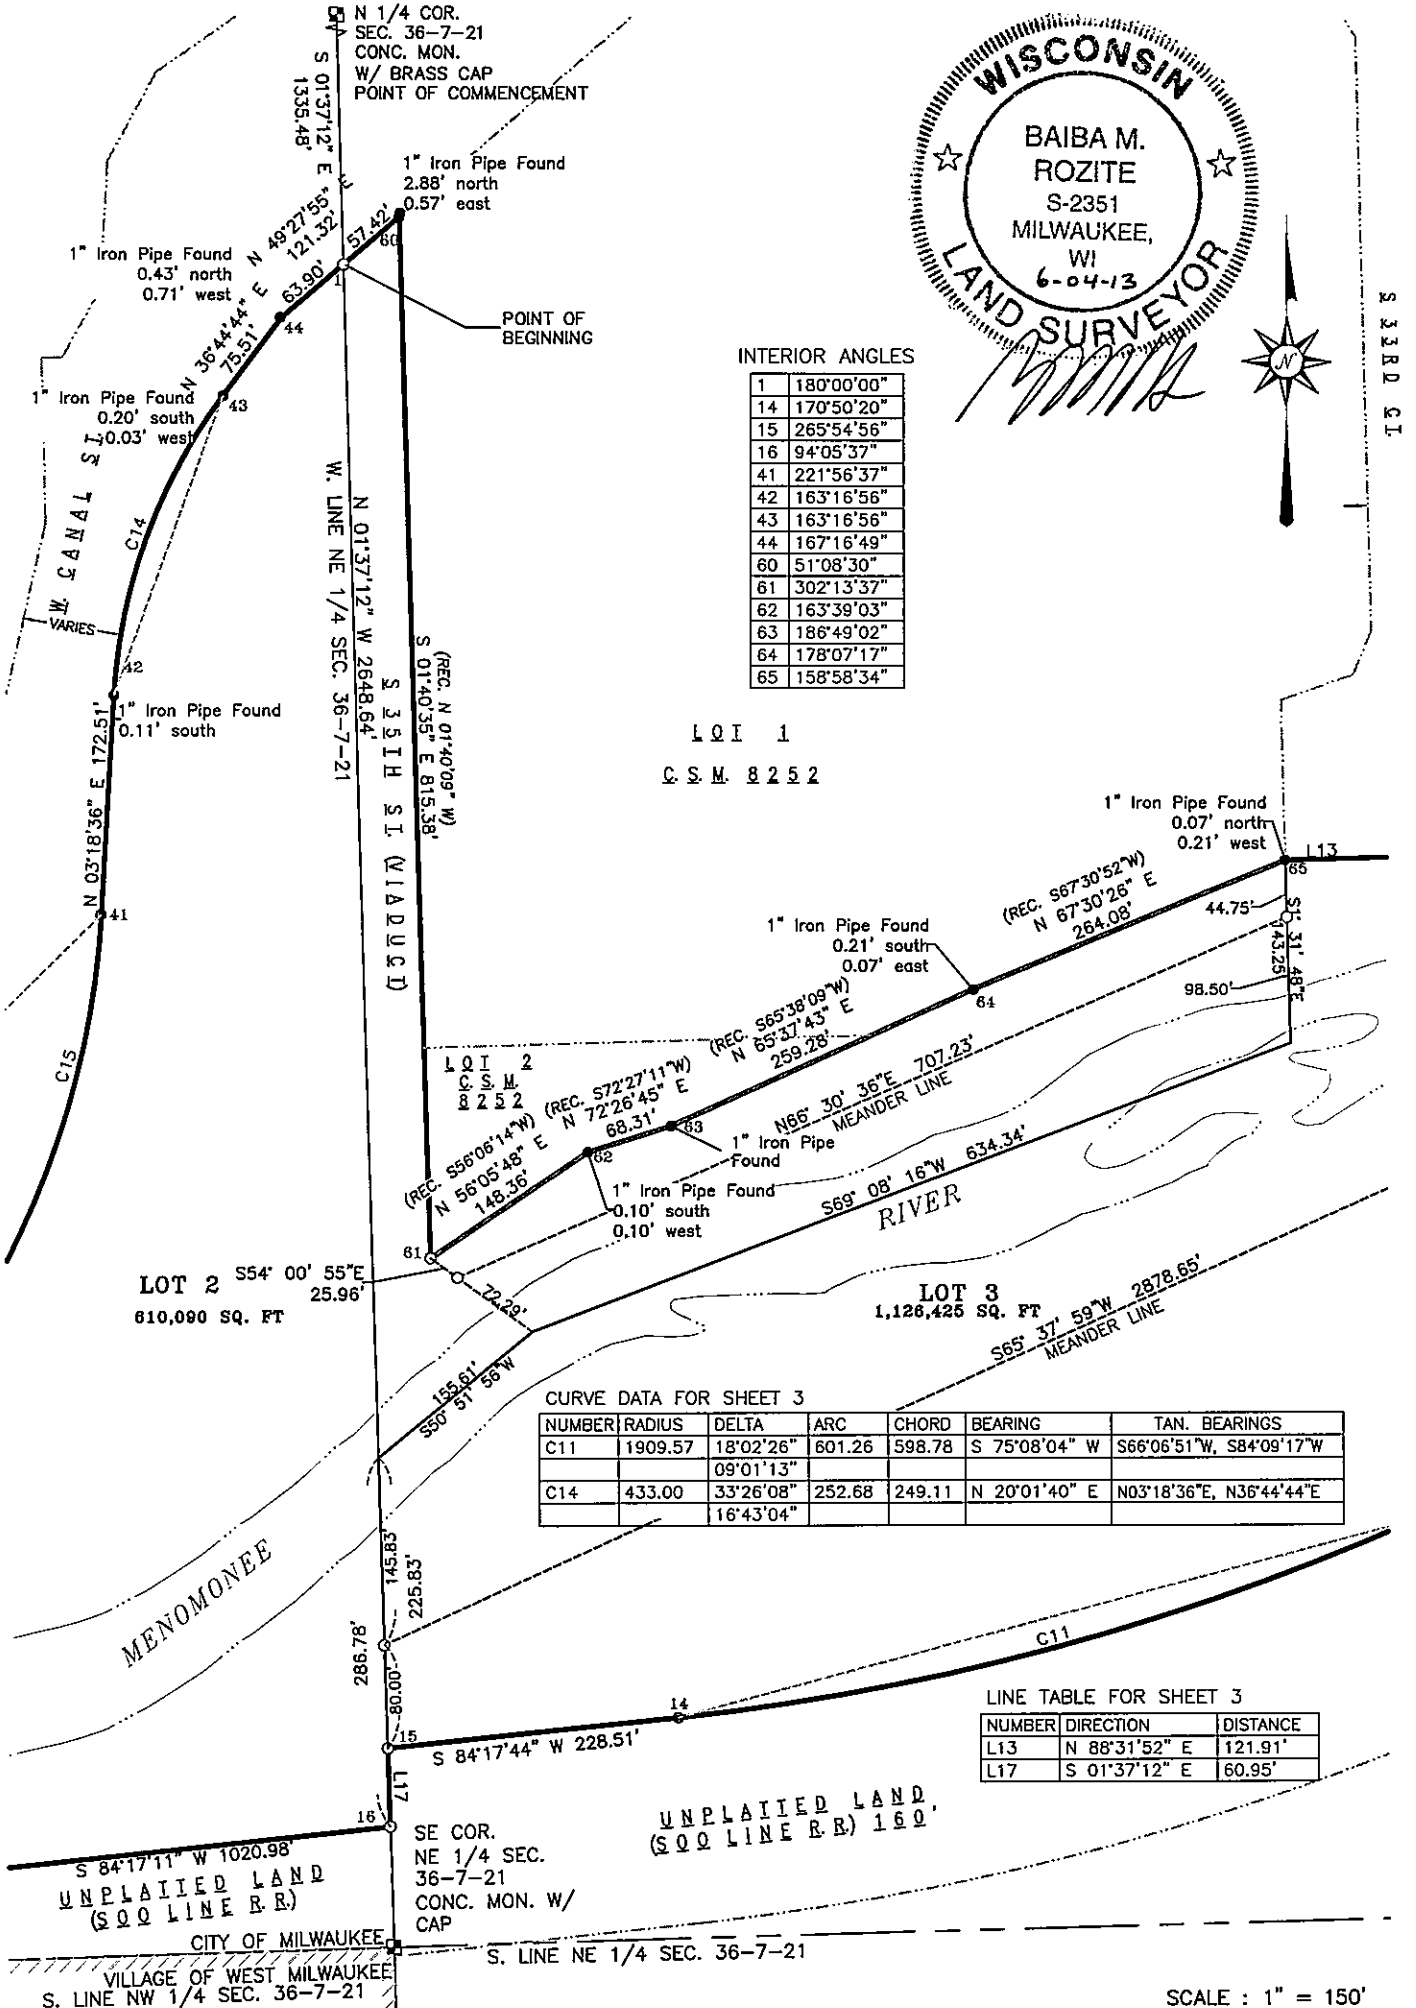 N 1/4 COR.
SEC. 36-7-21
CONC. MON.
W/ BRASS CAP
POINT OF COMMENCEMENT
S 01°37'12" E
1335.48'
WISCONSIN
BAIBA M.
ROZITE
S-2351
MILWAUKEE,
WI
6-04-13
LAND SURVEYOR
N
S 33RD CT.
1" Iron Pipe Found
2.88' north
0.57' east
57.42'
60
N 49°27'55" E
121.32'
1" Iron Pipe Found
0.43' north
0.71' west
63.90'
1
44
POINT OF
BEGINNING
N 36°44'44" E
75.51'
1" Iron Pipe Found
0.20' south
0.03' west
43
W. CANAL ST.
C14
VARIES
42
1" Iron Pipe Found
0.11' south
N 03°18'36" E 172.51'
41
C15
N 01°37'12" W 2648.64'
W. LINE NE 1/4 SEC. 36-7-21
(REC. N 01°40'09" W)
S 01°40'35" E 815.38'
S 35TH ST. (VIADUCT)
INTERIOR ANGLES
1 180°00'00"
14 170°50'20"
15 265°54'56"
16 94°05'37"
41 221°56'37"
42 163°16'56"
43 163°16'56"
44 167°16'49"
60 51°08'30"
61 302°13'37"
62 163°39'03"
63 186°49'02"
64 178°07'17"
65 158°58'34"
LOT 1
C.S.M. 8252
1" Iron Pipe Found
0.07' north
0.21' west
L13
65
(REC. S67°30'52"W)
N 67°30'26" E
264.08'
44.75'
S1° 31' 48"E
143.25
98.50'
1" Iron Pipe Found
0.21' south
0.07' east
64
(REC. S65°38'09"W)
N 65°37'43" E
259.28'
LOT 2
C.S.M.
8252
(REC. S72°27'11"W)
N 72°26'45" E
68.31'
63
1" Iron Pipe
Found
N66° 30' 36"E 707.23'
MEANDER LINE
(REC. S56°06'14"W)
N 56°05'48" E
148.36'
62
1" Iron Pipe Found
0.10' south
0.10' west
61
S69° 08' 16"W 634.34'
RIVER
LOT 2
610,090 SQ. FT
S54° 00' 55"E
25.96'
72.29'
LOT 3
1,126,425 SQ. FT
S65° 37' 59"W 2878.65'
MEANDER LINE
155.61'
S50° 51' 56"W
CURVE DATA FOR SHEET 3
NUMBER RADIUS DELTA ARC CHORD BEARING TAN. BEARINGS
C11 1909.57 18°02'26" 601.26 598.78 S 75°08'04" W S66°06'51"W, S84°09'17"W
09°01'13"
C14 433.00 33°26'08" 252.68 249.11 N 20°01'40" E N03°18'36"E, N36°44'44"E
16°43'04"
MENOMONEE
145.83'
225.83'
286.78'
80.00'
C11
14
15
S 84°17'44" W 228.51'
L17
16
LINE TABLE FOR SHEET 3
NUMBER DIRECTION DISTANCE
L13 N 88°31'52" E 121.91'
L17 S 01°37'12" E 60.95'
UNPLATTED LAND
(SOO LINE R.R.) 160'
SE COR.
NE 1/4 SEC.
36-7-21
CONC. MON. W/
CAP
S 84°17'11" W 1020.98'
UNPLATTED LAND
(SOO LINE R.R.)
CITY OF MILWAUKEE
S. LINE NE 1/4 SEC. 36-7-21
VILLAGE OF WEST MILWAUKEE
S. LINE NW 1/4 SEC. 36-7-21
SCALE : 1" = 150'